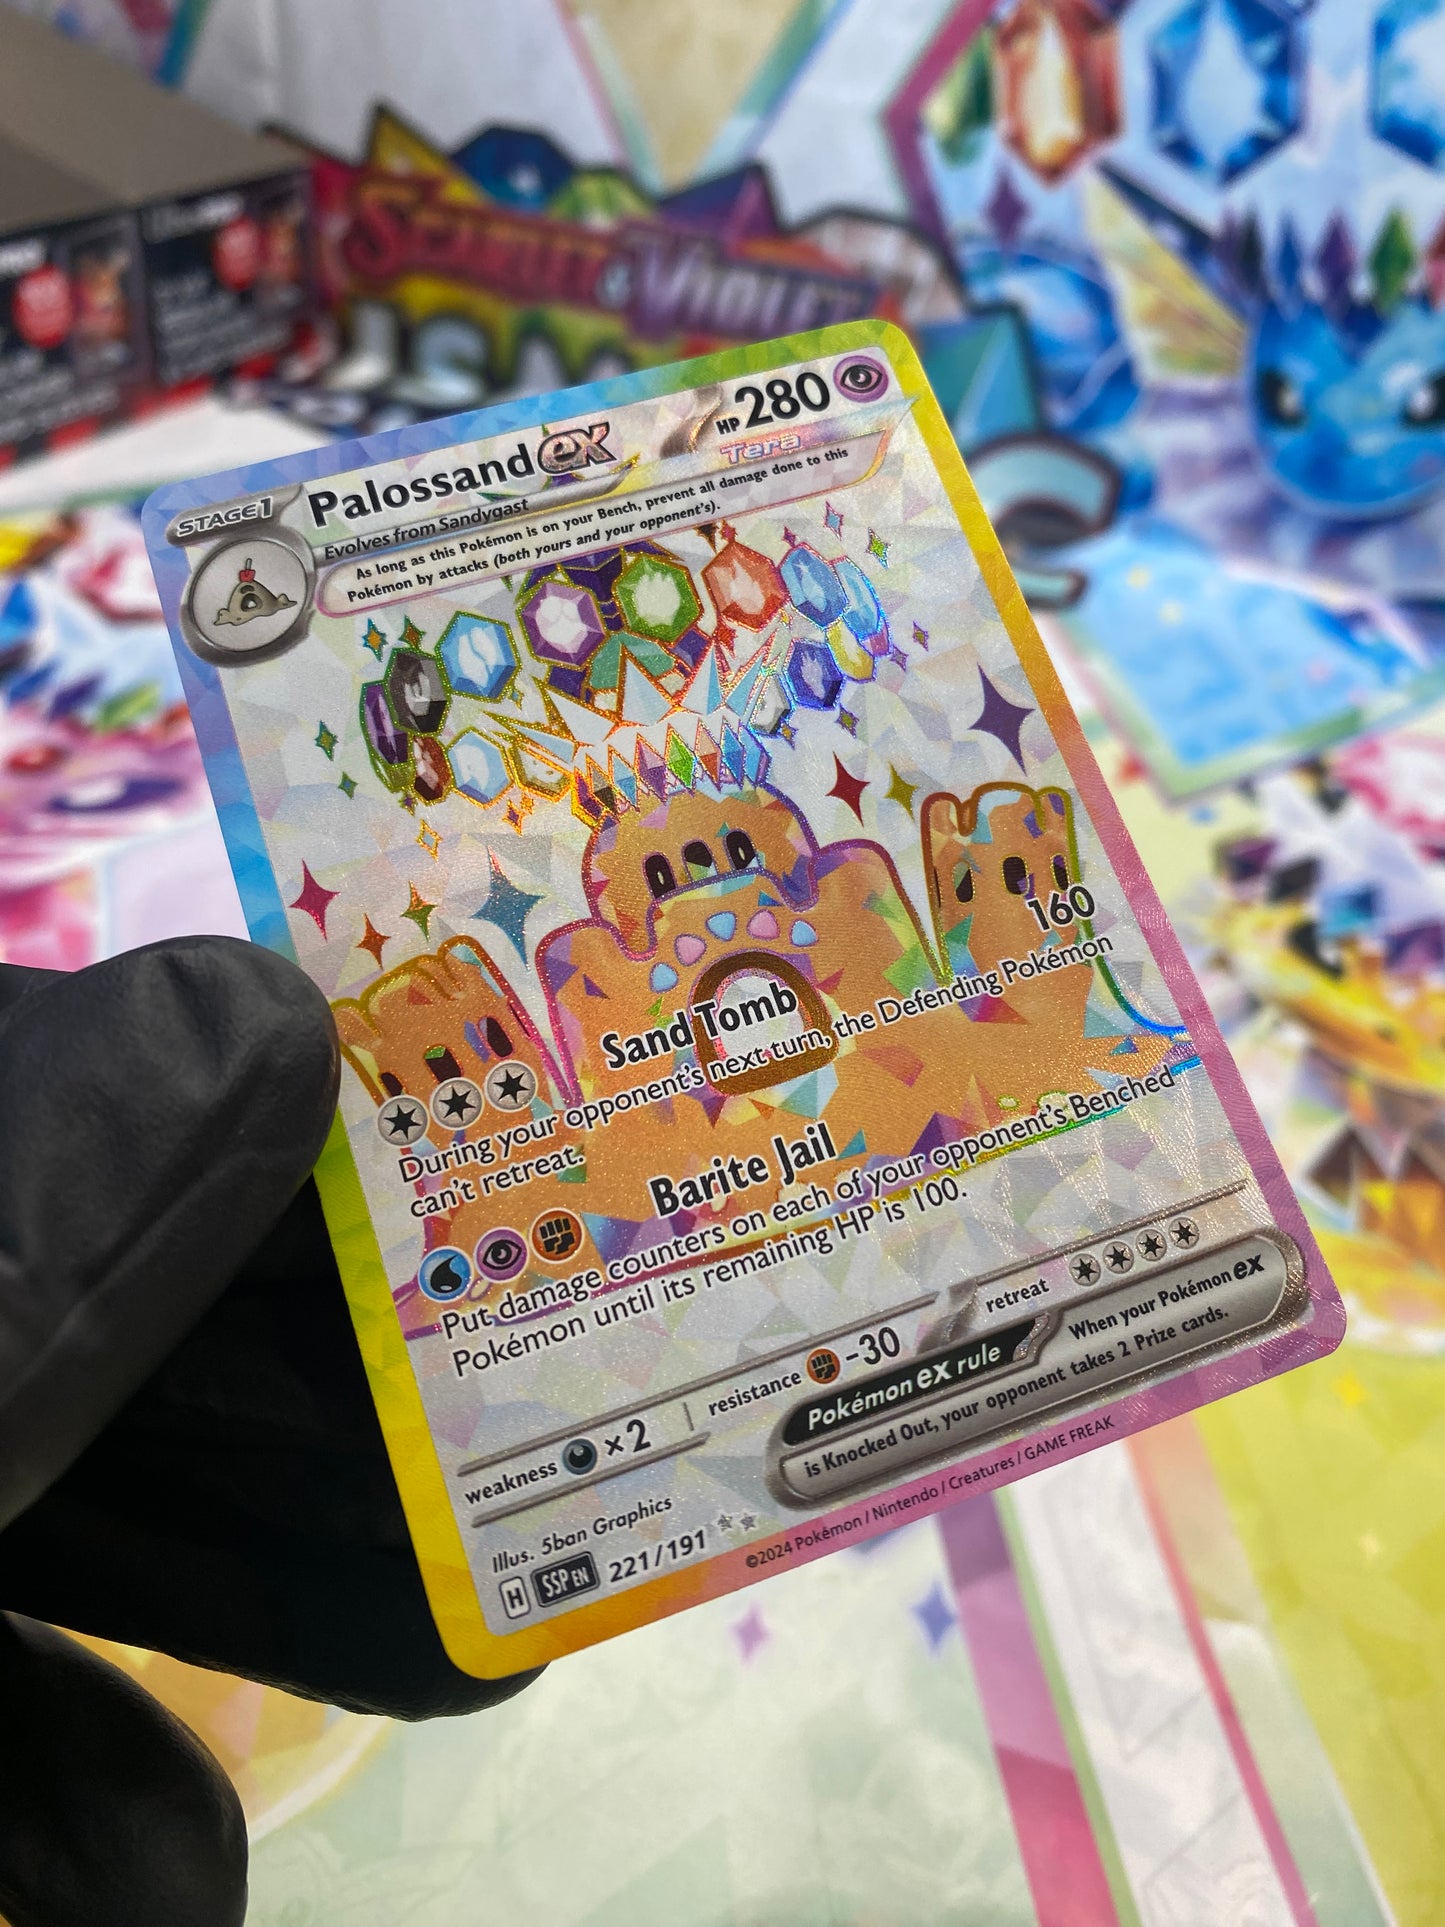 SCARLET & VIOLET
STAGE 1
Palossand ex
HP 280
Tera
Evolves from Sandygast
As long as this Pokémon is on your Bench, prevent all damage done to this
Pokémon by attacks (both yours and your opponent's).
Sand Tomb
160
During your opponent's next turn, the Defending Pokémon
can't retreat.
Barite Jail
Put damage counters on each of your opponent's Benched
Pokémon until its remaining HP is 100.
weakness ×2
resistance -30
retreat
Pokémon ex rule
When your Pokémon ex
is Knocked Out, your opponent takes 2 Prize cards.
Illus. 5ban Graphics
H SSP EN 221/191
©2024 Pokémon / Nintendo / Creatures / GAME FREAK